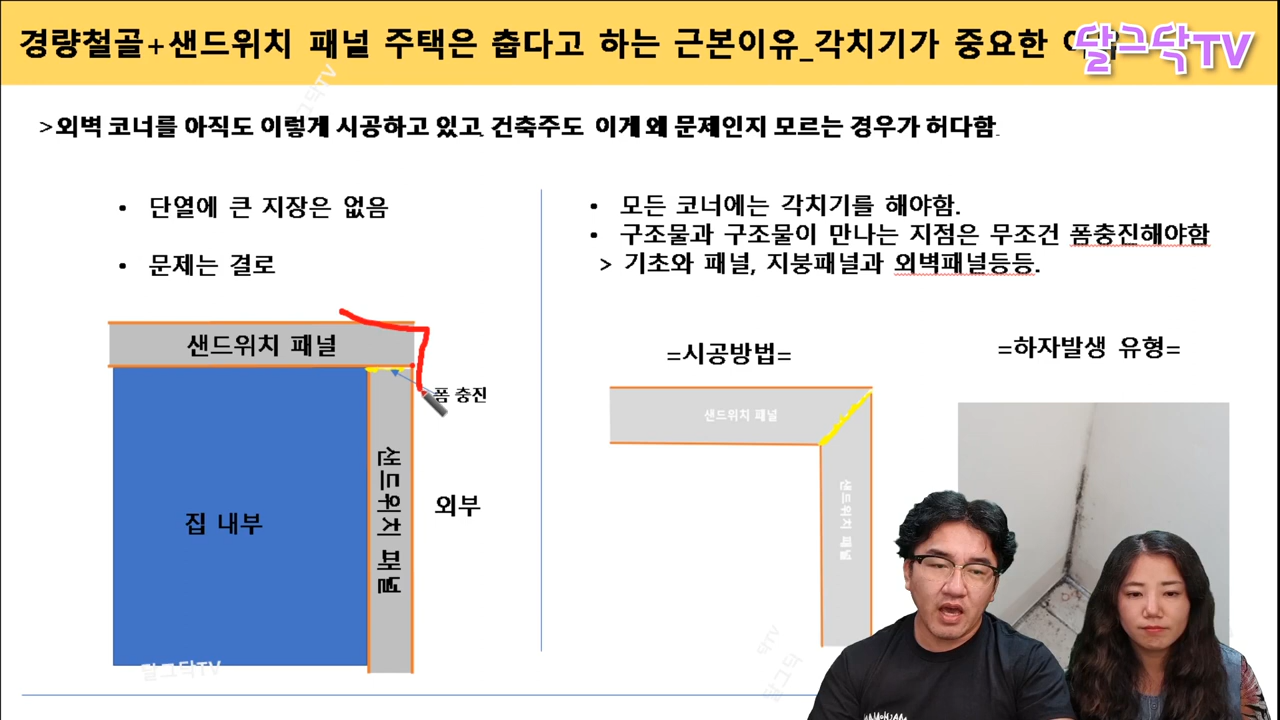 경량철골+샌드위치 패널 주택은 춥다고 하는 근본이유_각치기가 중요한
달그닥TV
>외벽 코너를 아직도 이렇게 시공하고 있고, 건축주도 이게 왜 문제인지 모르는 경우가 허다함.
• 단열에 큰 지장은 없음
• 문제는 결로
• 모든 코너에는 각치기를 해야함.
• 구조물과 구조물이 만나는 지점은 무조건 폼충진해야함
> 기초와 패널, 지붕패널과 외벽패널등등.
샌드위치 패널
폼 충진
샌드위치 패널
집 내부
외부
=시공방법=
샌드위치 패널
샌드위치 패널
=하자발생 유형=
달그닥TV
달그닥